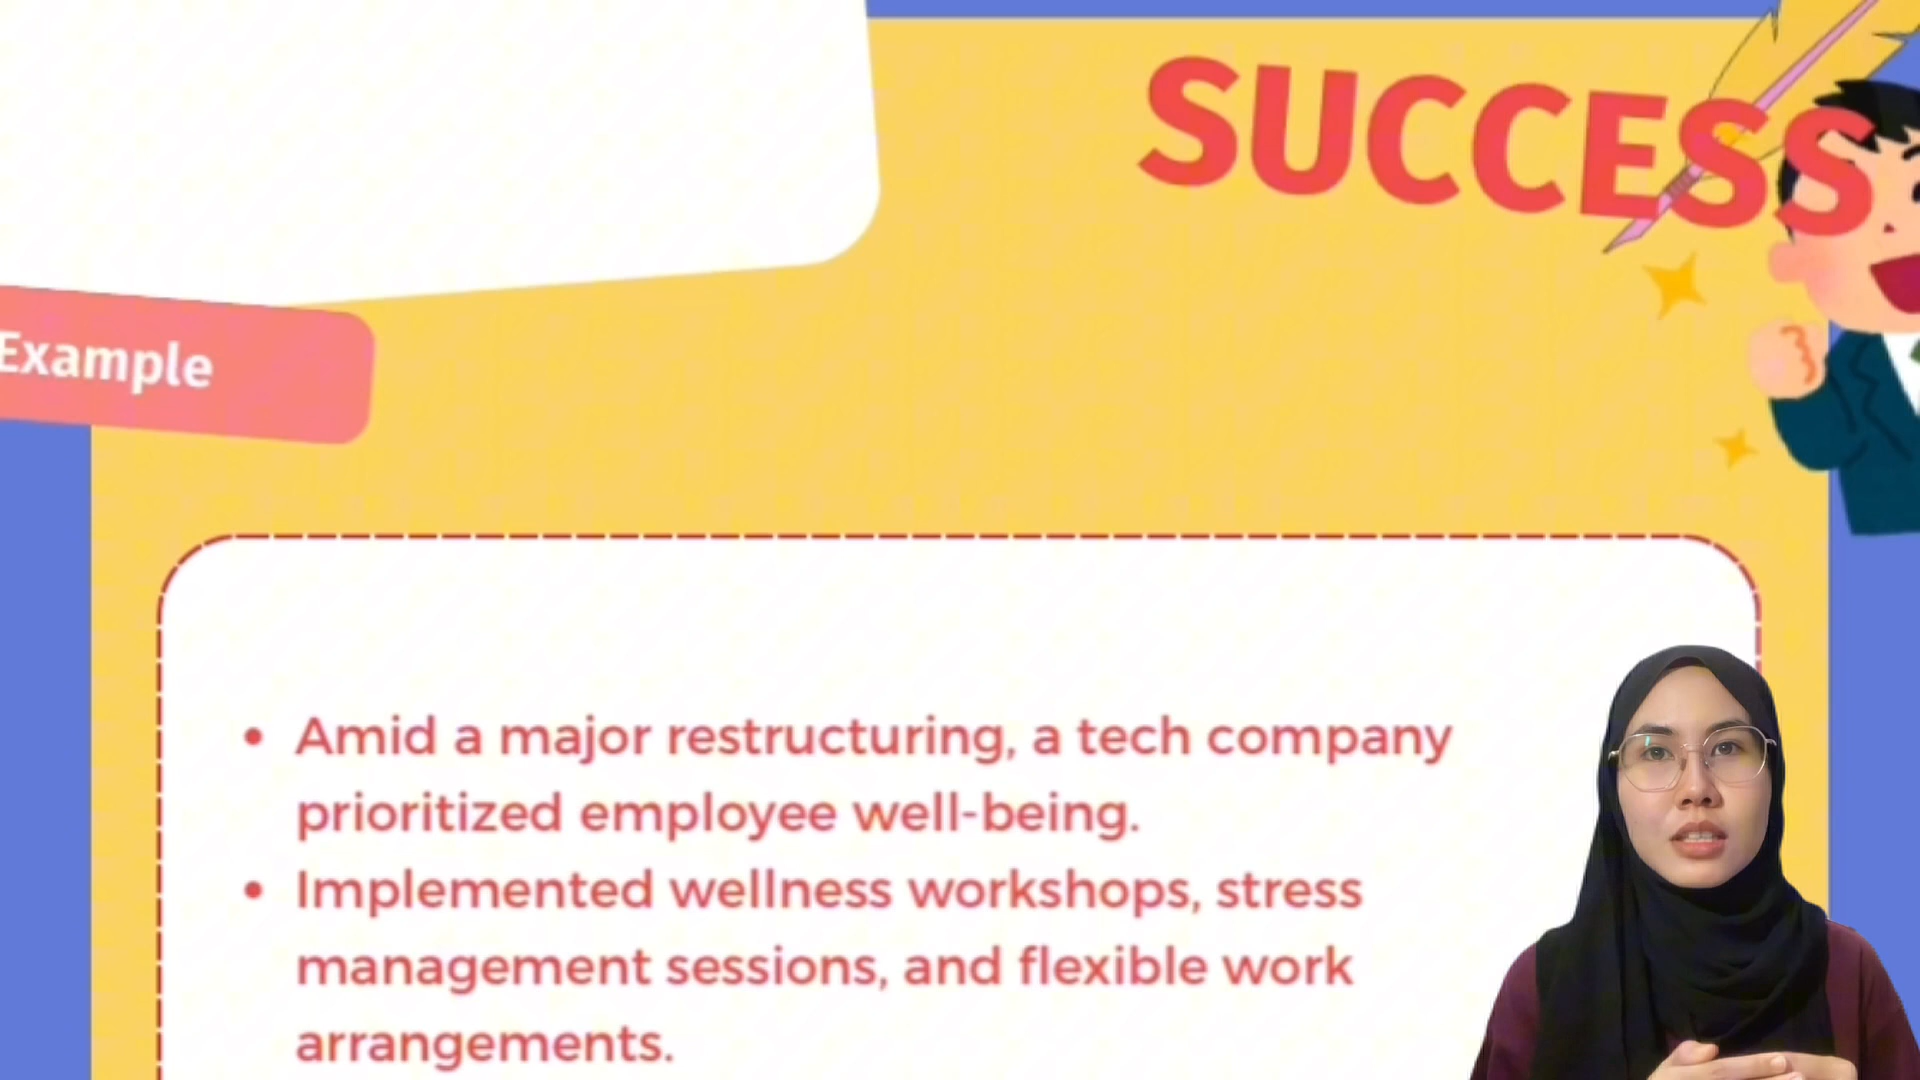 SUCCESS
Example
• Amid a major restructuring, a tech company
prioritized employee well-being.
• Implemented wellness workshops, stress
management sessions, and flexible work
arrangements.